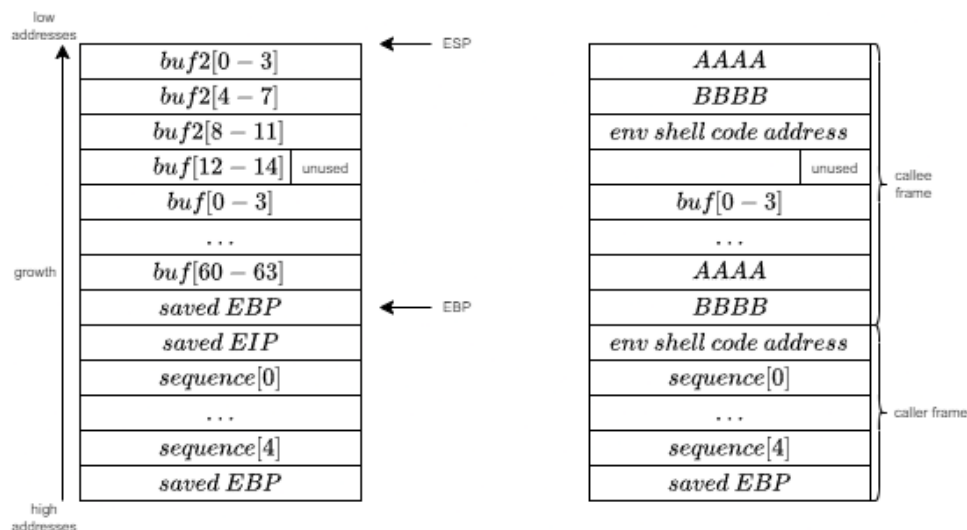 low
addresses
ESP
buf2[0 − 3]
buf2[4 − 7]
buf2[8 − 11]
buf[12 − 14] unused
buf[0 − 3]
...
growth
buf[60 − 63]
saved EBP
EBP
saved EIP
sequence[0]
...
sequence[4]
saved EBP
high
addresses
AAAA
BBBB
env shell code address
unused
callee
frame
buf[0 − 3]
...
AAAA
BBBB
env shell code address
sequence[0]
...
caller frame
sequence[4]
saved EBP